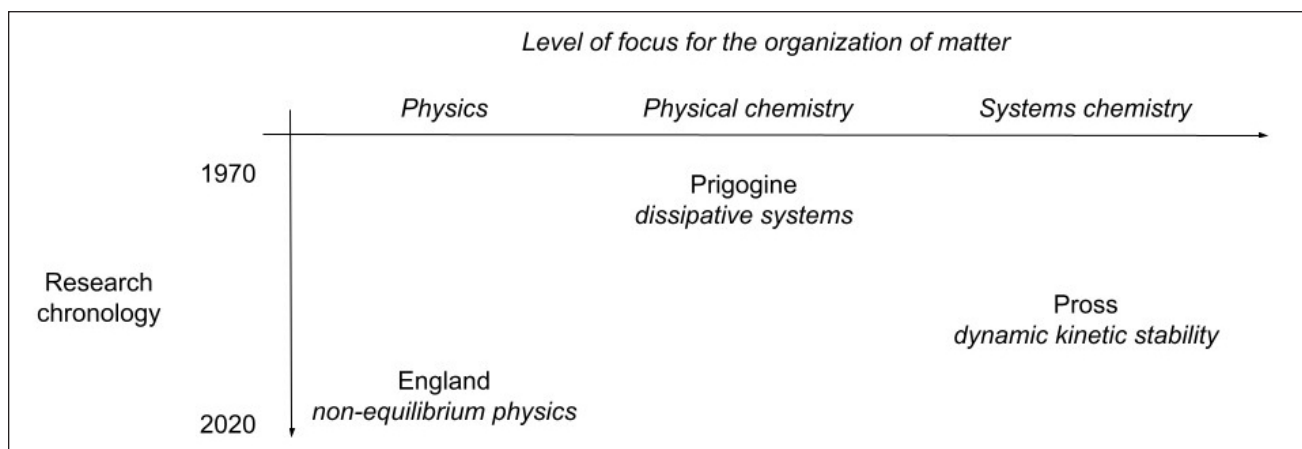 Level of focus for the organization of matter
Physics Physical chemistry Systems chemistry
1970
Prigogine
dissipative systems
Research
chronology
Pross
dynamic kinetic stability
England
non-equilibrium physics
2020